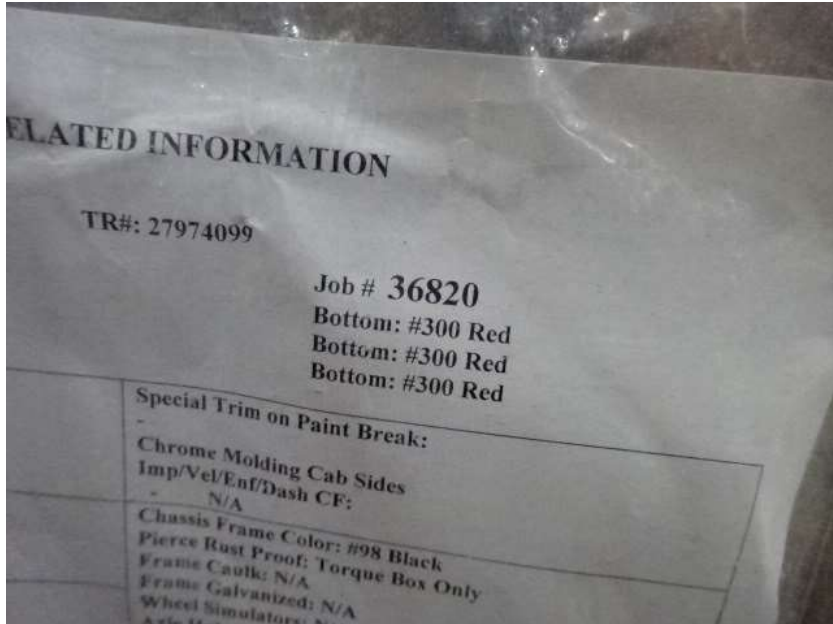 ELATED INFORMATION
TR#: 27974099
Job # 36820
Bottom: #300 Red
Bottom: #300 Red
Bottom: #300 Red
Special Trim on Paint Break:
-
Chrome Molding Cab Sides
Imp/Vel/Enf/Dash CF:
- N/A
Chassis Frame Color: #98 Black
Pierce Rust Proof: Torque Box Only
Frame Caulk: N/A
Frame Galvanized: N/A
Wheel Simulators: